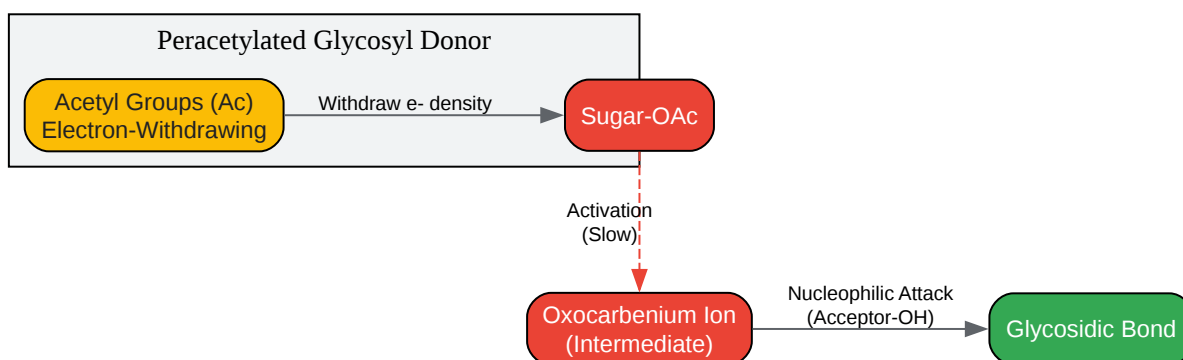 Peracetylated Glycosyl Donor
Acetyl Groups (Ac)
Electron-Withdrawing
Withdraw e- density
Sugar-OAc
Activation
(Slow)
Oxocarbenium Ion
(Intermediate)
Nucleophilic Attack
(Acceptor-OH)
Glycosidic Bond